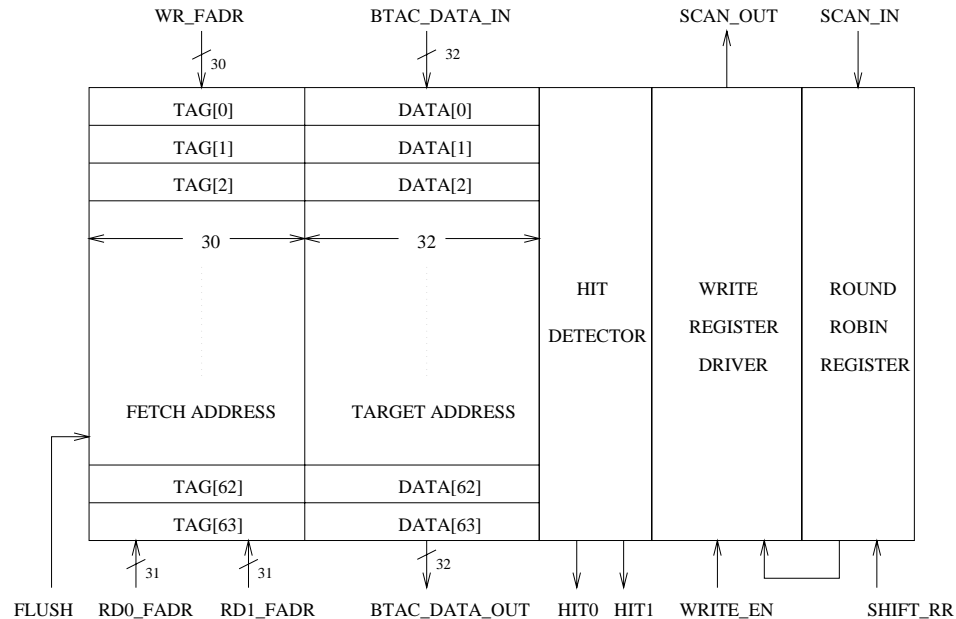 WR_FADR BTAC_DATA_IN SCAN_OUT SCAN_IN
30 32
TAG[0] DATA[0]
TAG[1] DATA[1]
TAG[2] DATA[2]
30 32
HIT WRITE ROUND
DETECTOR REGISTER ROBIN
DRIVER REGISTER
FETCH ADDRESS TARGET ADDRESS
TAG[62] DATA[62]
TAG[63] DATA[63]
31 31 32
FLUSH RD0_FADR RD1_FADR BTAC_DATA_OUT HIT0 HIT1 WRITE_EN SHIFT_RR